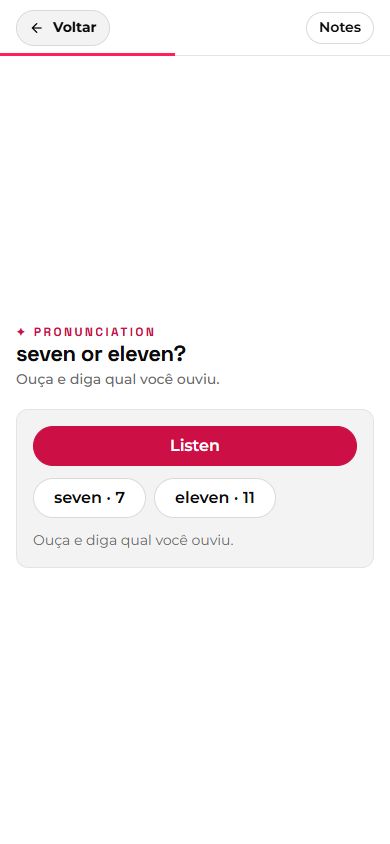 ← Voltar
Notes
✦ PRONUNCIATION
seven or eleven?
Ouça e diga qual você ouviu.
Listen
seven · 7
eleven · 11
Ouça e diga qual você ouviu.